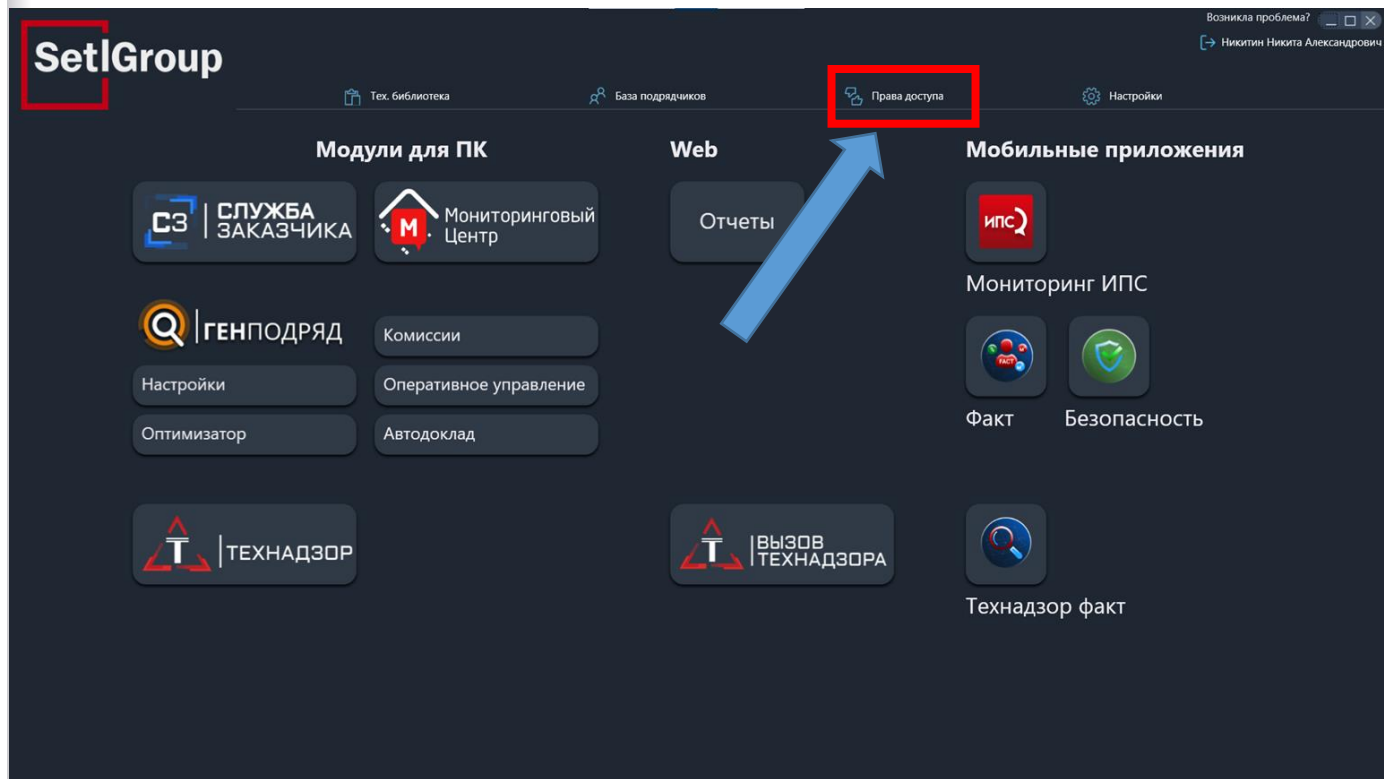 Возникла проблема?
SetlGroup
Никитин Никита Александрович
Тех. библиотека
База подрядчиков
Права доступа
Настройки
Модули для ПК
Web
Мобильные приложения
СЗ
СЛУЖБА
ЗАКАЗЧИКА
М
Мониторинговый
Центр
Отчеты
ипс
Мониторинг ИПС
ГЕНПОДРЯД
Комиссии
Настройки
Оперативное управление
Оптимизатор
Автодоклад
FACT
Факт
Безопасность
Т
ТЕХНАДЗОР
Т
ВЫЗОВ
ТЕХНАДЗОРА
Технадзор факт